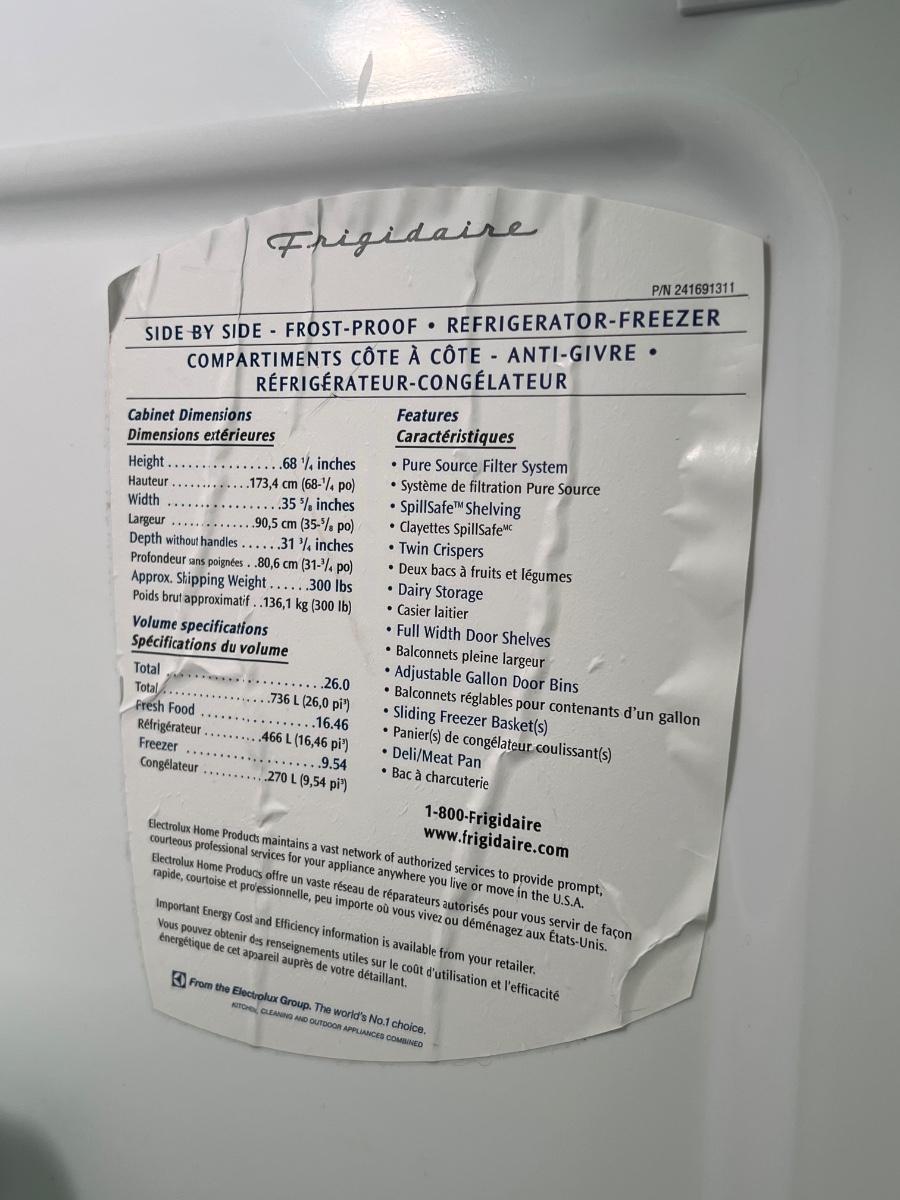 Frigidaire
P/N 241691311
SIDE BY SIDE - FROST-PROOF • REFRIGERATOR-FREEZER
COMPARTIMENTS CÔTE À CÔTE - ANTI-GIVRE •
RÉFRIGÉRATEUR-CONGÉLATEUR
Cabinet Dimensions
Dimensions extérieures
Height.................68 1/4 inches
Hauteur............173,4 cm (68-1/4 po)
Width.................35 5/8 inches
Largeur.............90,5 cm (35-5/8 po)
Depth without handles......31 3/4 inches
Profondeur sans poignées..80,6 cm (31-3/4 po)
Approx. Shipping Weight......300 lbs
Poids brut approximatif..136,1 kg (300 lb)
Volume specifications
Spécifications du volume
Total.......................26.0
Total................736 L (26,0 pi³)
Fresh Food.................16.46
Réfrigérateur.........466 L (16,46 pi³)
Freezer....................9.54
Congélateur..........270 L (9,54 pi³)
Features
Caractéristiques
• Pure Source Filter System
• Système de filtration Pure Source
• SpillSafe™ Shelving
• Clayettes SpillSafeMC
• Twin Crispers
• Deux bacs à fruits et légumes
• Dairy Storage
• Casier laitier
• Full Width Door Shelves
• Balconnets pleine largeur
• Adjustable Gallon Door Bins
• Balconnets réglables pour contenants d'un gallon
• Sliding Freezer Basket(s)
• Panier(s) de congélateur coulissant(s)
• Deli/Meat Pan
• Bac à charcuterie
1-800-Frigidaire
www.frigidaire.com
Electrolux Home Products maintains a vast network of authorized services to provide prompt,
courteous professional services for your appliance anywhere you live or move in the U.S.A.
Electrolux Home Products offre un vaste réseau de réparateurs autorisés pour vous servir de façon
rapide, courtoise et professionnelle, peu importe où vous vivez ou déménagez aux États-Unis.
Important Energy Cost and Efficiency information is available from your retailer.
Vous pouvez obtenir des renseignements utiles sur le coût d'utilisation et l'efficacité
énergétique de cet appareil auprès de votre détaillant.
From the Electrolux Group. The world's No.1 choice.
KITCHEN, CLEANING AND OUTDOOR APPLIANCES COMBINED